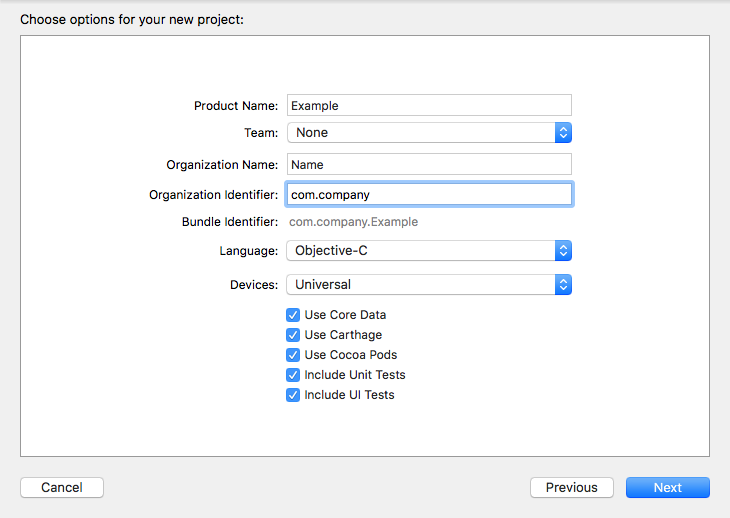 Choose options for your new project:
Product Name: Example
Team: None
Organization Name: Name
Organization Identifier: com.company
Bundle Identifier: com.company.Example
Language: Objective-C
Devices: Universal
Use Core Data
Use Carthage
Use Cocoa Pods
Include Unit Tests
Include UI Tests
Cancel Previous Next